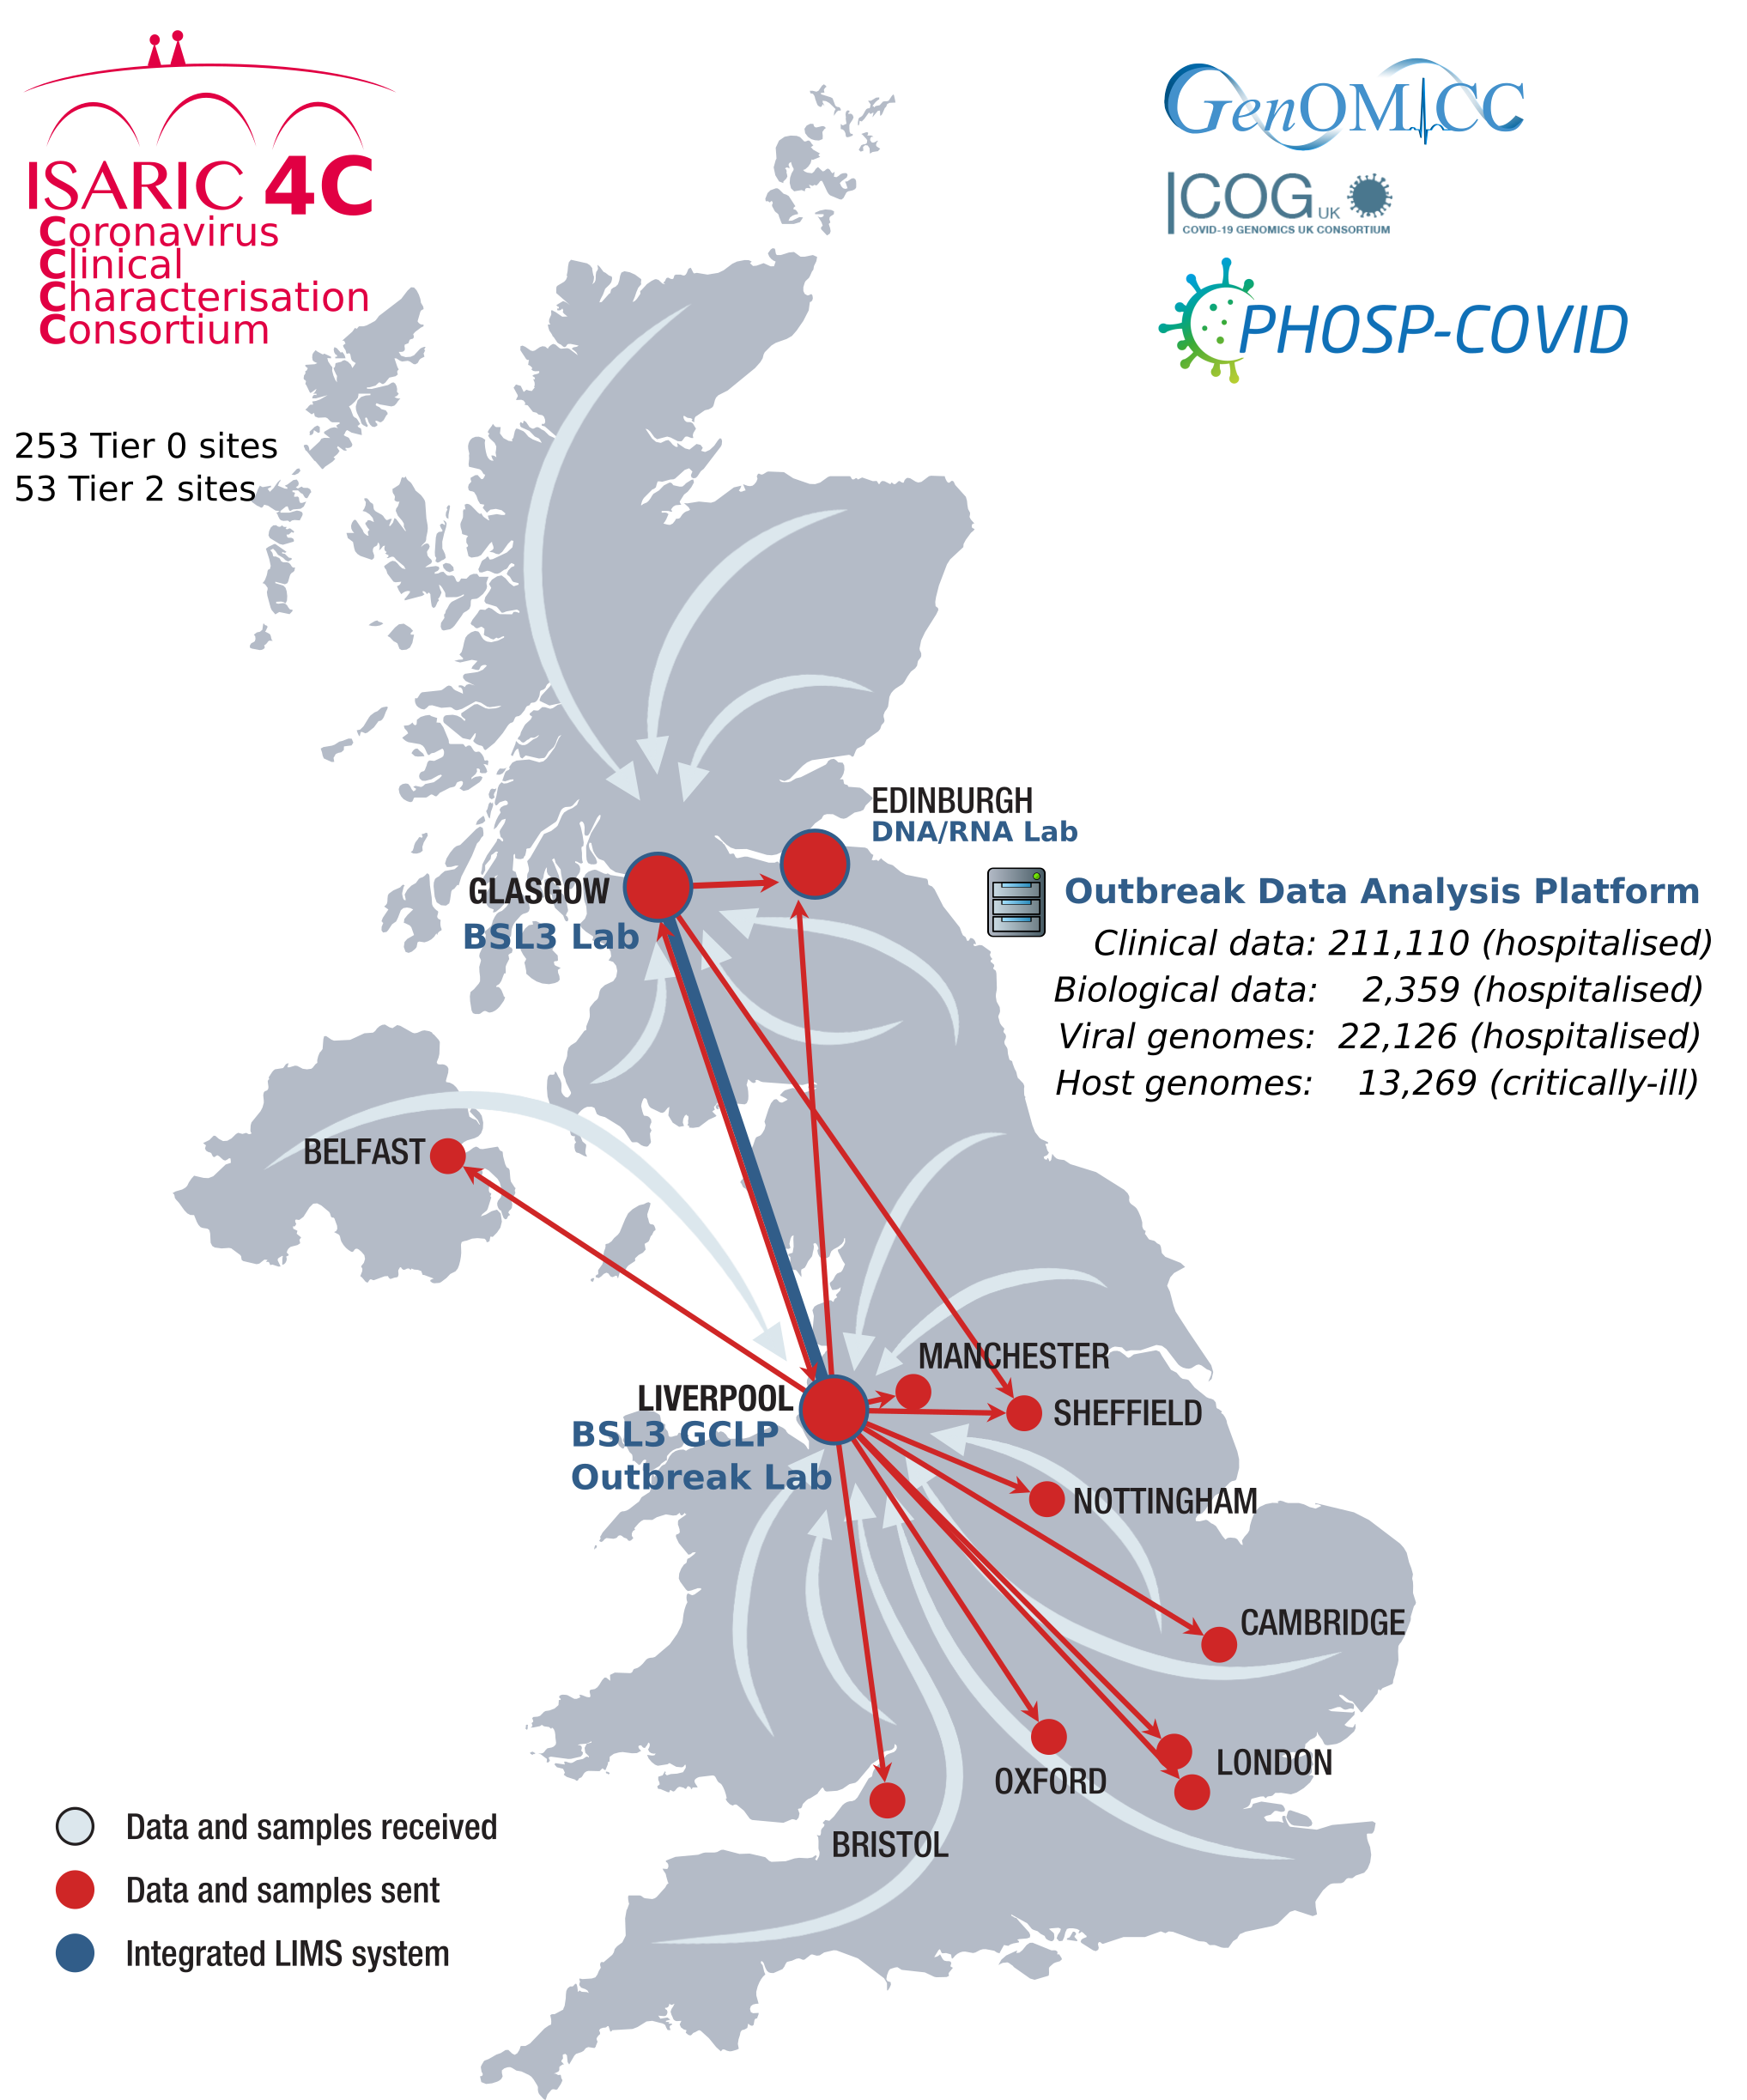 ISARIC 4C
Coronavirus
Clinical
Characterisation
Consortium
GenOMICC
COG UK
COVID-19 GENOMICS UK CONSORTIUM
PHOSP-COVID
253 Tier 0 sites
53 Tier 2 sites
EDINBURGH
DNA/RNA Lab
GLASGOW
BSL3 Lab
Outbreak Data Analysis Platform
Clinical data: 211,110 (hospitalised)
Biological data: 2,359 (hospitalised)
Viral genomes: 22,126 (hospitalised)
Host genomes: 13,269 (critically-ill)
BELFAST
MANCHESTER
LIVERPOOL
BSL3 GCLP
Outbreak Lab
SHEFFIELD
NOTTINGHAM
CAMBRIDGE
LONDON
OXFORD
BRISTOL
Data and samples received
Data and samples sent
Integrated LIMS system